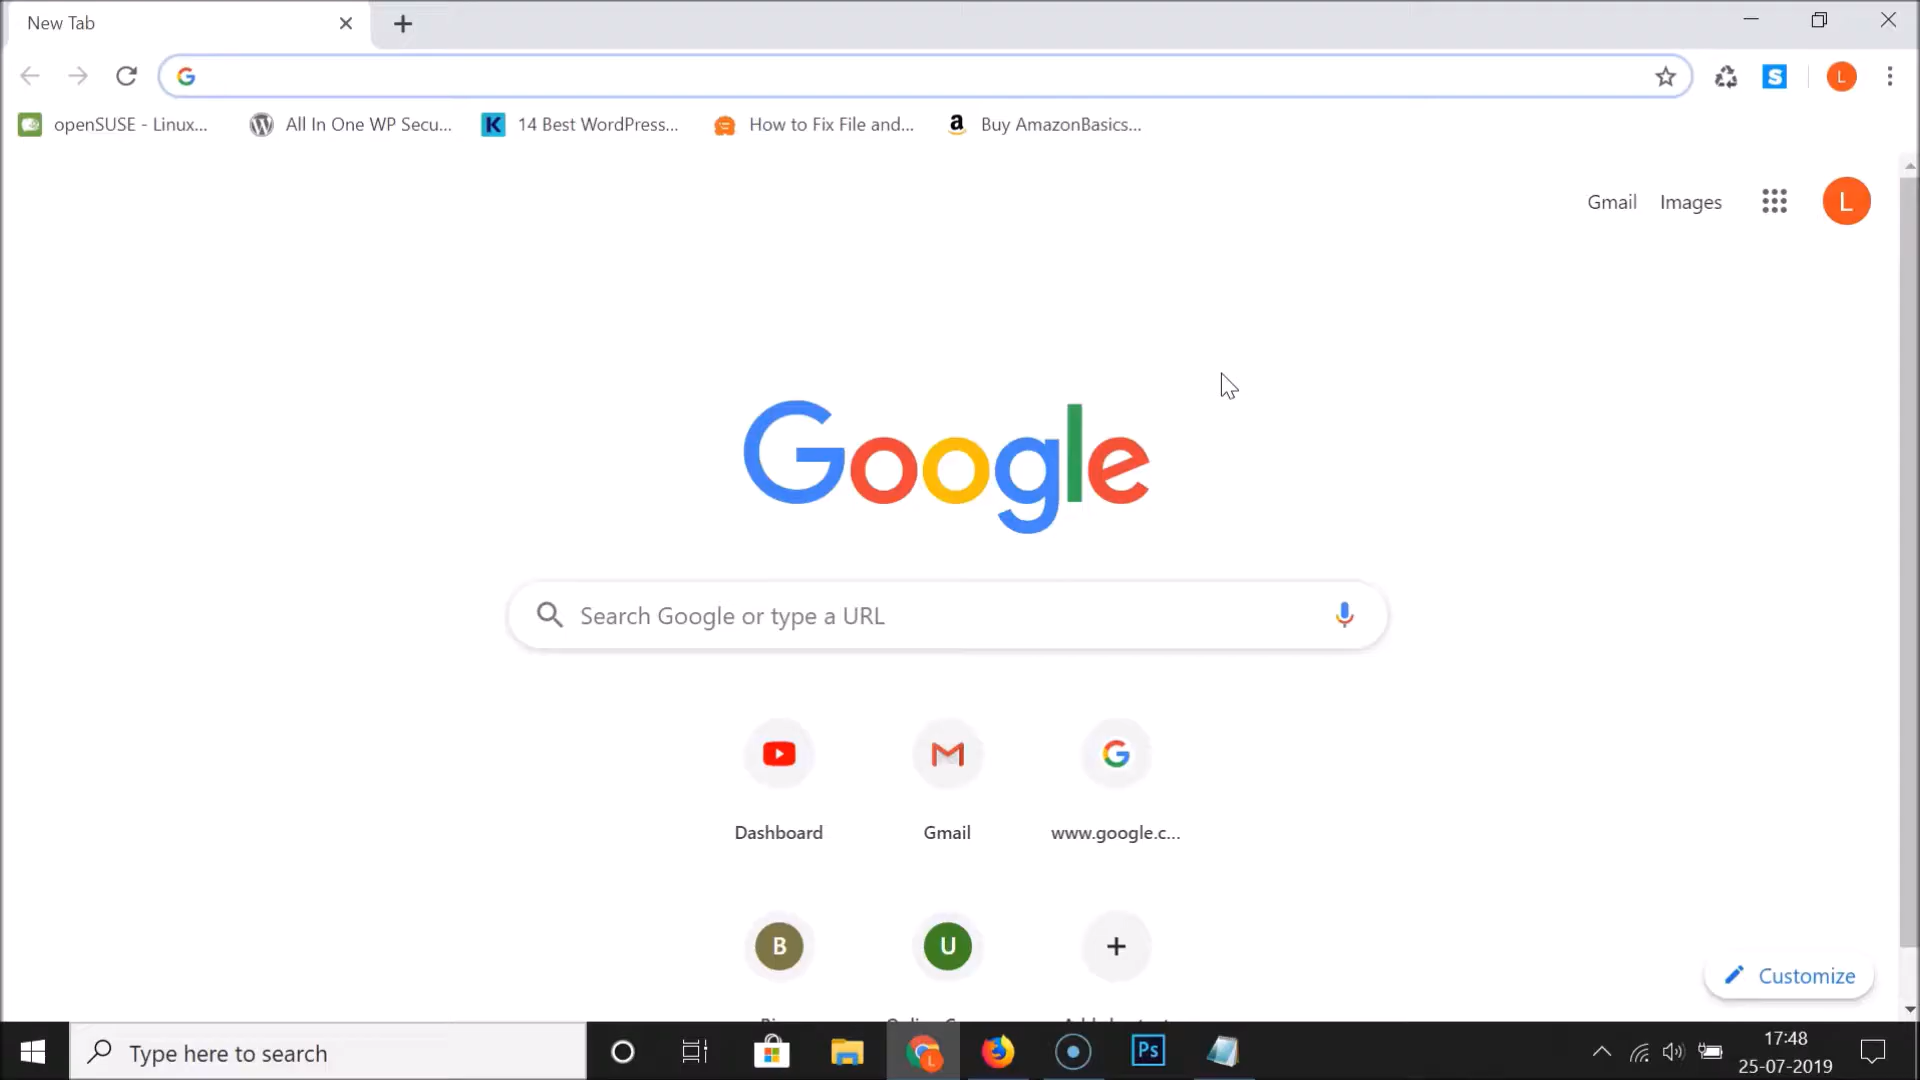 New Tab
openSUSE - Linux...
All In One WP Secu...
K
14 Best WordPress...
How to Fix File and...
a
Buy AmazonBasics...
S
L
Gmail
Images
L
Google
Search Google or type a URL
Dashboard
Gmail
www.google.c...
B
U
Customize
Type here to search
L
Ps
17:48
25-07-2019